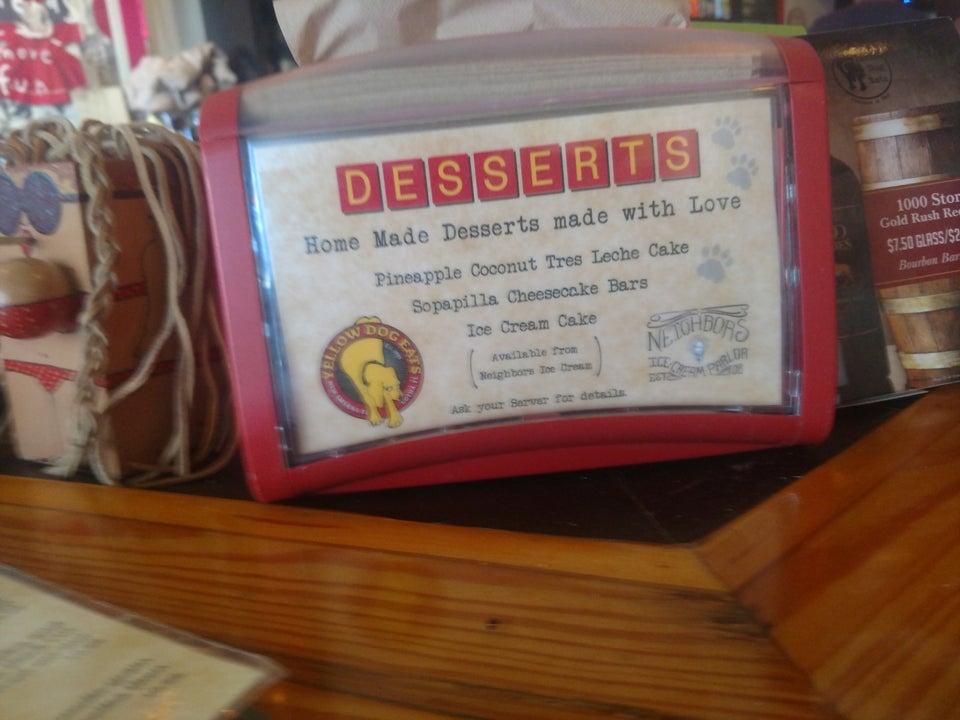 more
fun
DESSERTS
Home Made Desserts made with Love
Pineapple Coconut Tres Leche Cake
Sopapilla Cheesecake Bars
Ice Cream Cake
(Available from
Neighbors Ice Cream)
Ask your Server for details.
YELLOW DOG EATS
NEIGHBORS
ICE CREAM PARLOR
1000 Stor
Gold Rush Re
$7.50 GLASS/$2
Bourbon Bar